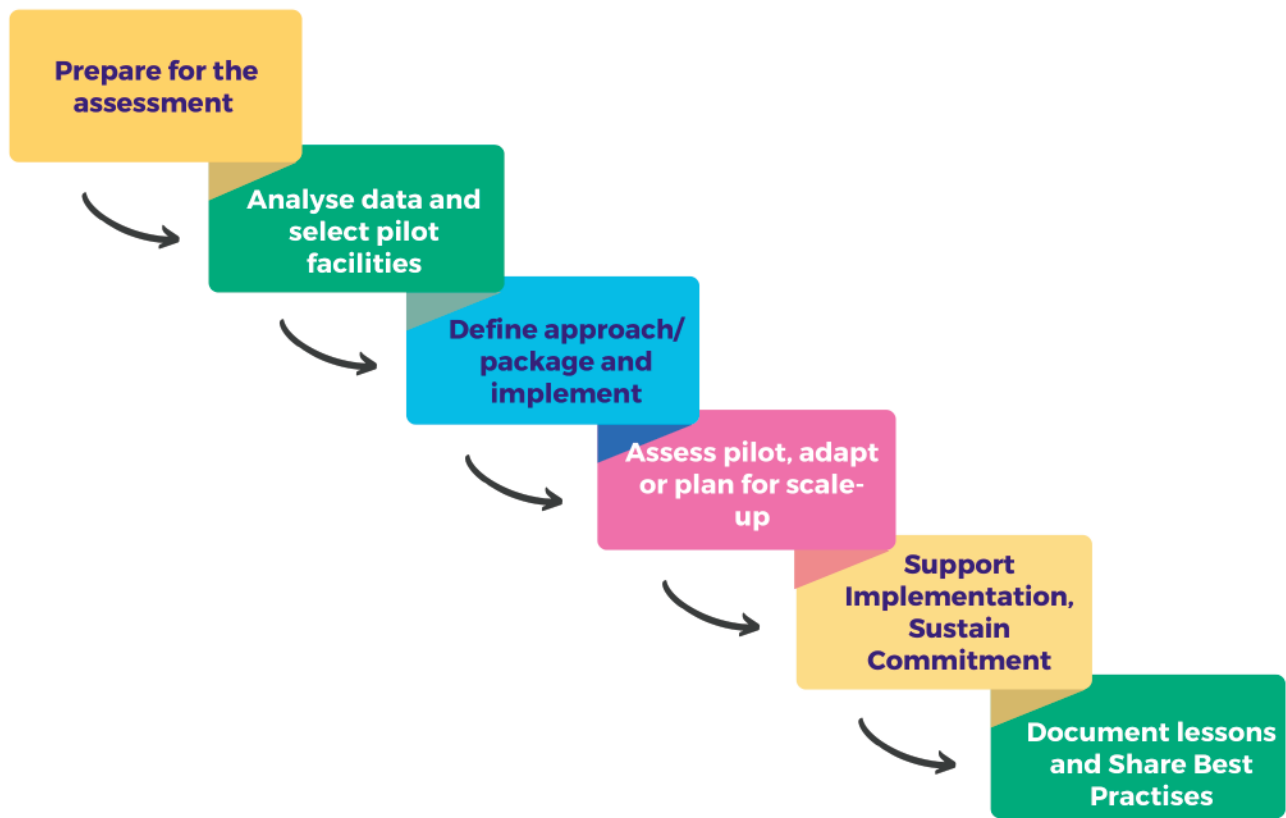 Prepare for the
assessment
Analyse data and
select pilot
facilities
Define approach/
package and
implement
Assess pilot, adapt
or plan for scale-
up
Support
Implementation,
Sustain
Commitment
Document lessons
and Share Best
Practises